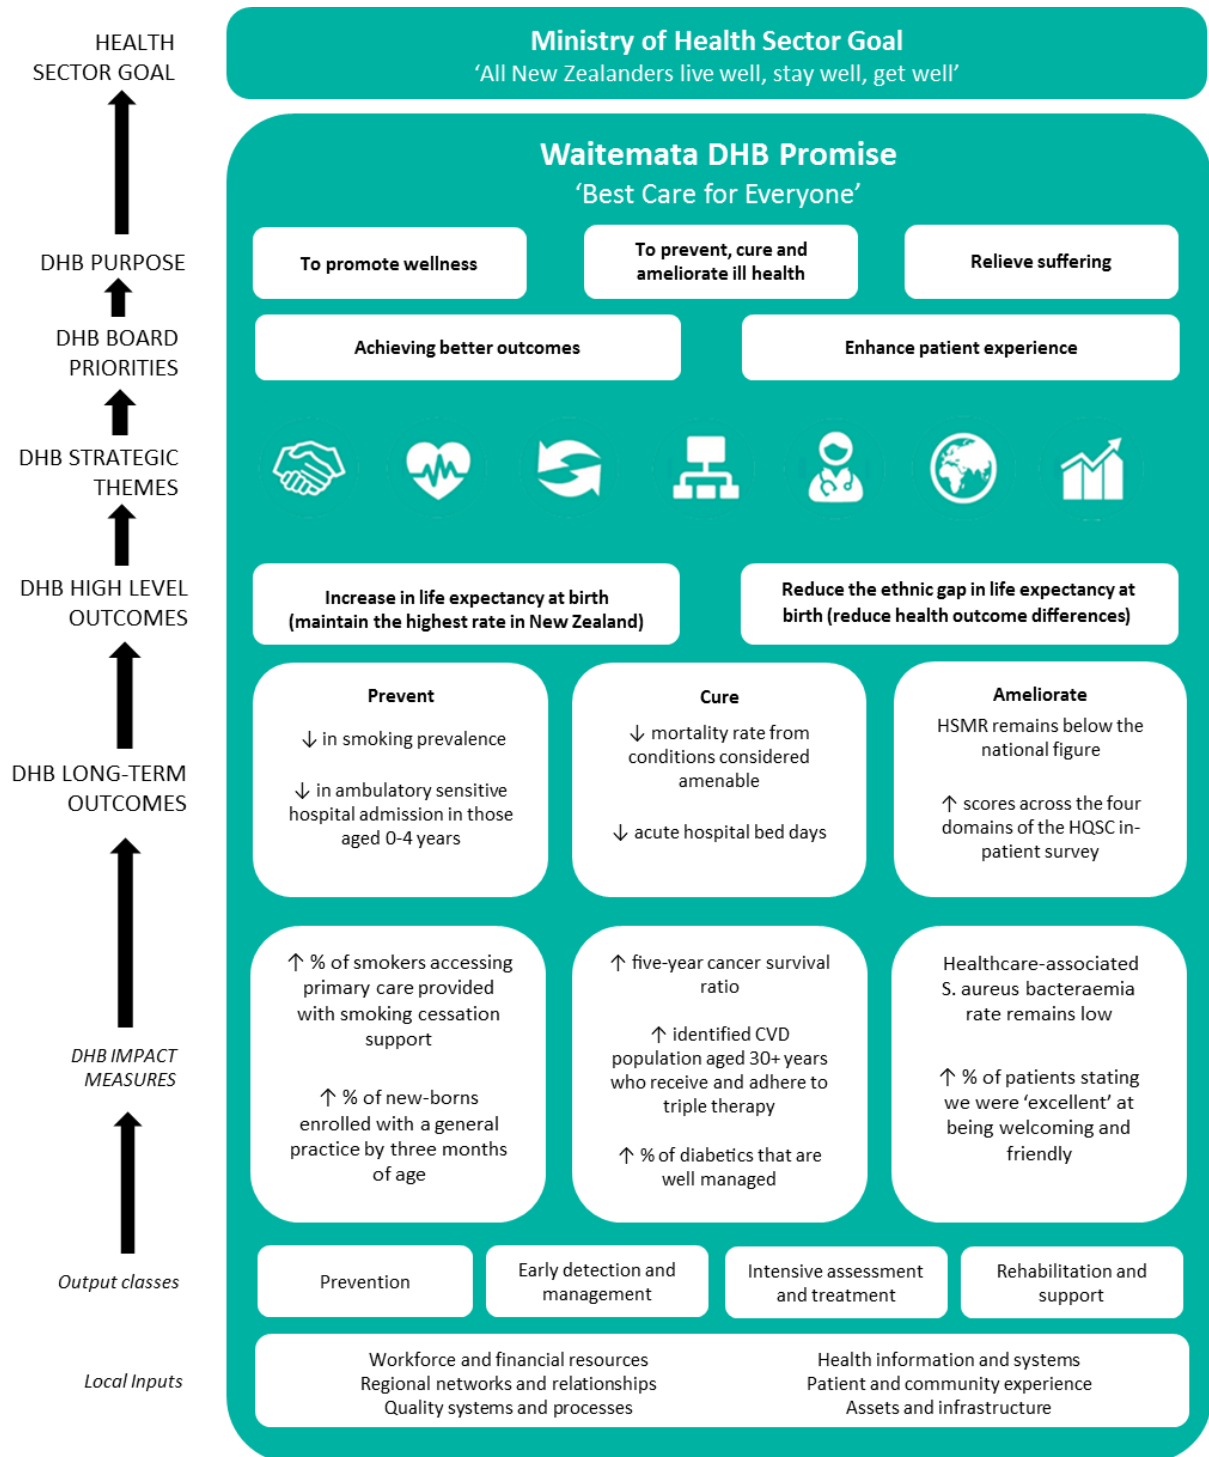 HEALTH
SECTOR GOAL
Ministry of Health Sector Goal
‘All New Zealanders live well, stay well, get well’
Waitemata DHB Promise
‘Best Care for Everyone’
DHB PURPOSE
To promote wellness
To prevent, cure and
ameliorate ill health
Relieve suffering
DHB BOARD
PRIORITIES
Achieving better outcomes
Enhance patient experience
DHB STRATEGIC
THEMES
DHB HIGH LEVEL
OUTCOMES
Increase in life expectancy at birth
(maintain the highest rate in New Zealand)
Reduce the ethnic gap in life expectancy at
birth (reduce health outcome differences)
DHB LONG-TERM
OUTCOMES
Prevent
↓ in smoking prevalence
↓ in ambulatory sensitive
hospital admission in those
aged 0-4 years
Cure
↓ mortality rate from
conditions considered
amenable
↓ acute hospital bed days
Ameliorate
HSMR remains below the
national figure
↑ scores across the four
domains of the HQSC in-
patient survey
DHB IMPACT
MEASURES
↑ % of smokers accessing
primary care provided
with smoking cessation
support
↑ % of new-borns
enrolled with a general
practice by three months
of age
↑ five-year cancer survival
ratio
↑ identified CVD
population aged 30+ years
who receive and adhere to
triple therapy
↑ % of diabetics that are
well managed
Healthcare-associated
S. aureus bacteraemia
rate remains low
↑ % of patients stating
we were ‘excellent’ at
being welcoming and
friendly
Output classes
Prevention
Early detection and
management
Intensive assessment
and treatment
Rehabilitation and
support
Local Inputs
Workforce and financial resources
Regional networks and relationships
Quality systems and processes
Health information and systems
Patient and community experience
Assets and infrastructure